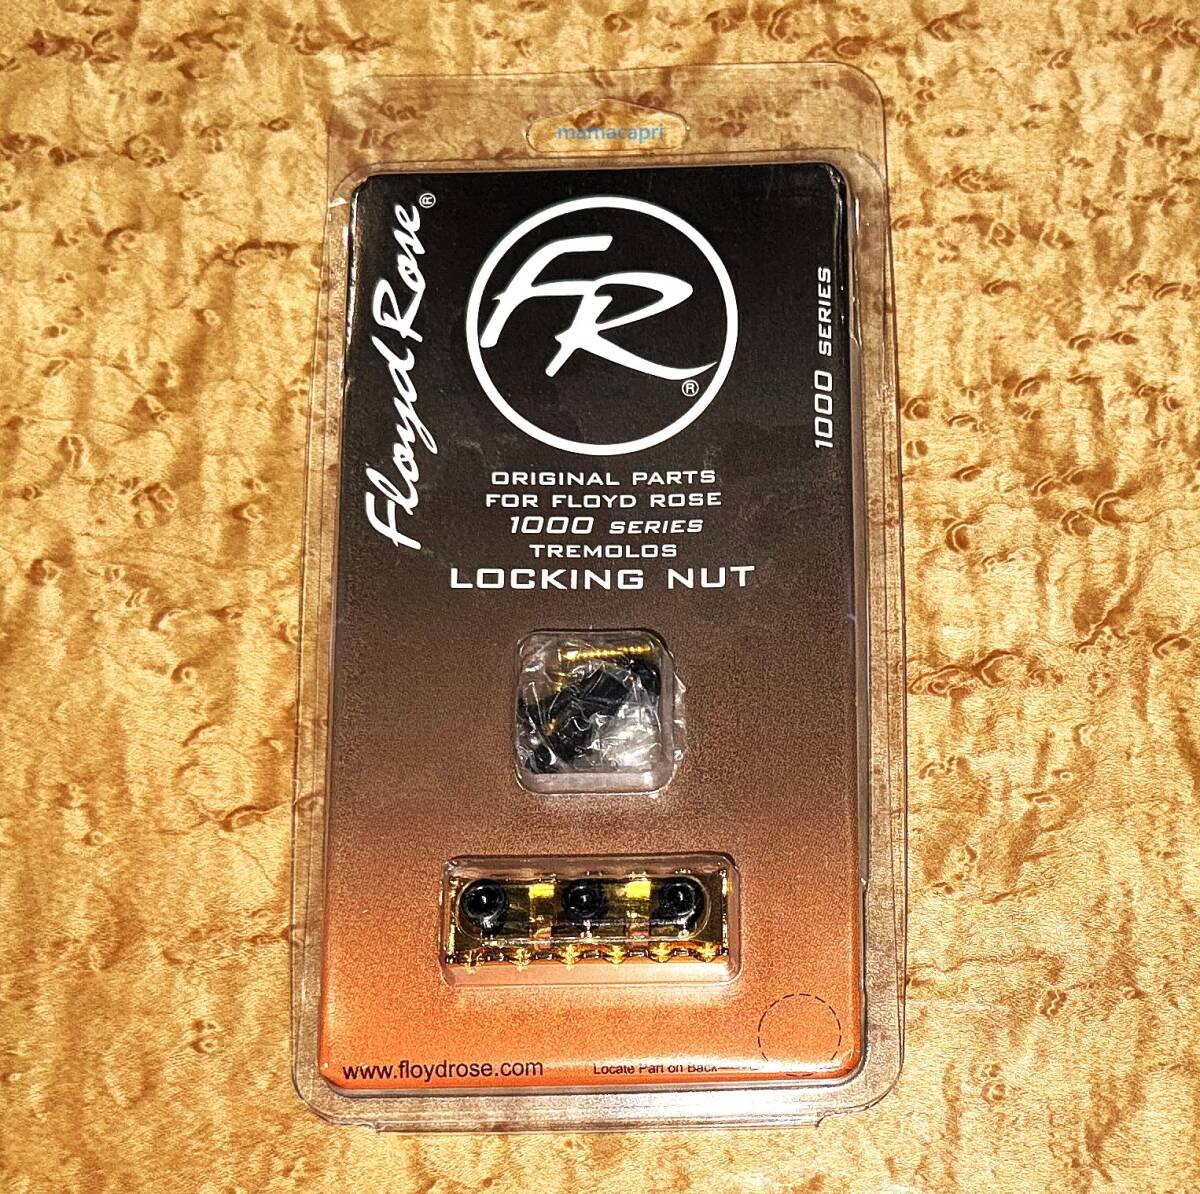 mamacapri
Floyd Rose®
FR®
1000 SERIES
ORIGINAL PARTS
FOR FLOYD ROSE
1000 SERIES
TREMOLOS
LOCKING NUT
www.floydrose.com
Locate Part on Back